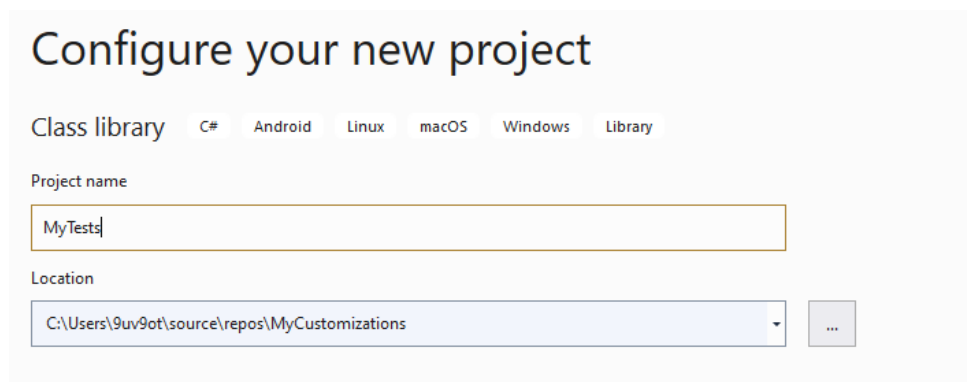 Configure your new project
Class library C# Android Linux macOS Windows Library
Project name
MyTests
Location
C:\Users\9uv9ot\source\repos\MyCustomizations
...